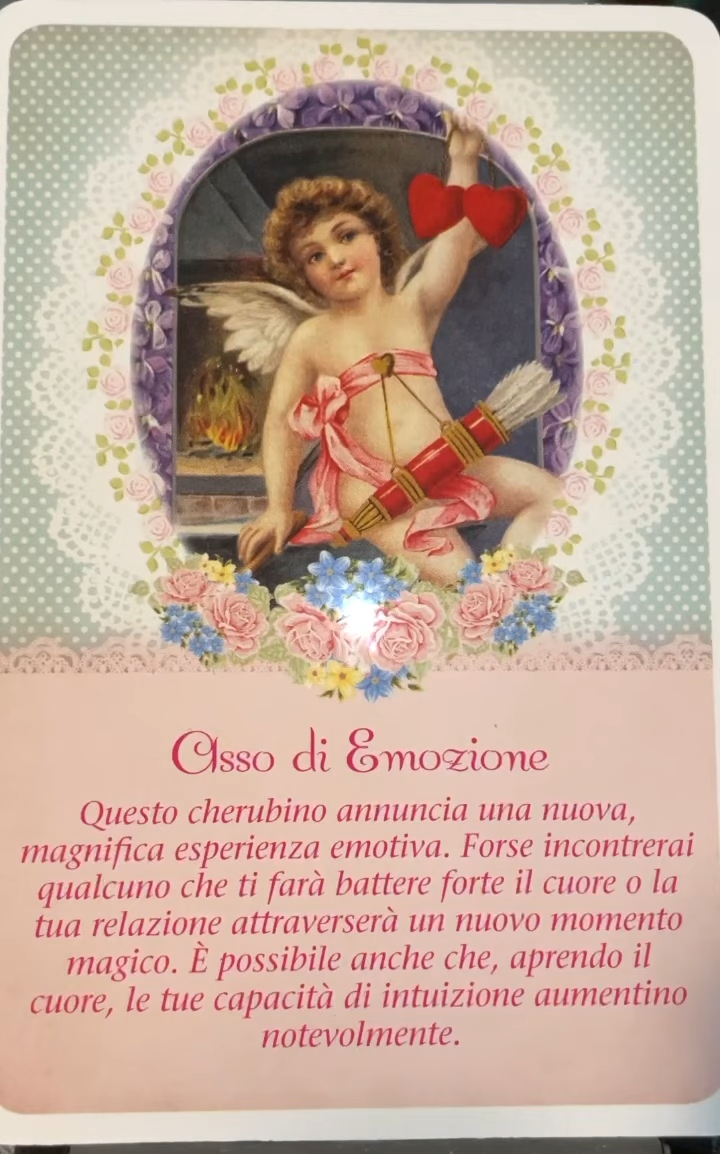 Asso di Emozione
Questo cherubino annuncia una nuova,
magnifica esperienza emotiva. Forse incontrerai
qualcuno che ti farà battere forte il cuore o la
tua relazione attraverserà un nuovo momento
magico. È possibile anche che, aprendo il
cuore, le tue capacità di intuizione aumentino
notevolmente.